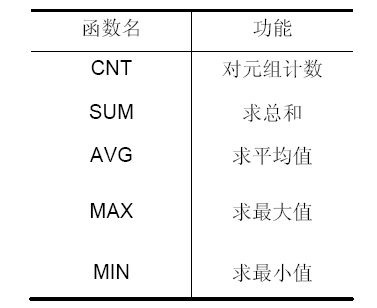 函数名 功能
CNT 对元组计数
SUM 求总和
AVG 求平均值
MAX 求最大值
MIN 求最小值